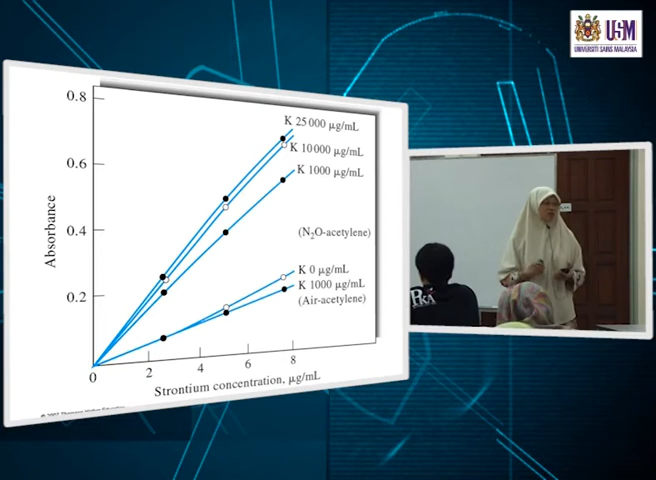 USM
UNIVERSITI SAINS MALAYSIA
0.8
0.6
0.4
0.2
0
2
4
6
8
Absorbance
Strontium concentration, µg/mL
K 25 000 µg/mL
K 10 000 µg/mL
K 1000 µg/mL
(N₂O-acetylene)
K 0 µg/mL
K 1000 µg/mL
(Air-acetylene)
PKA